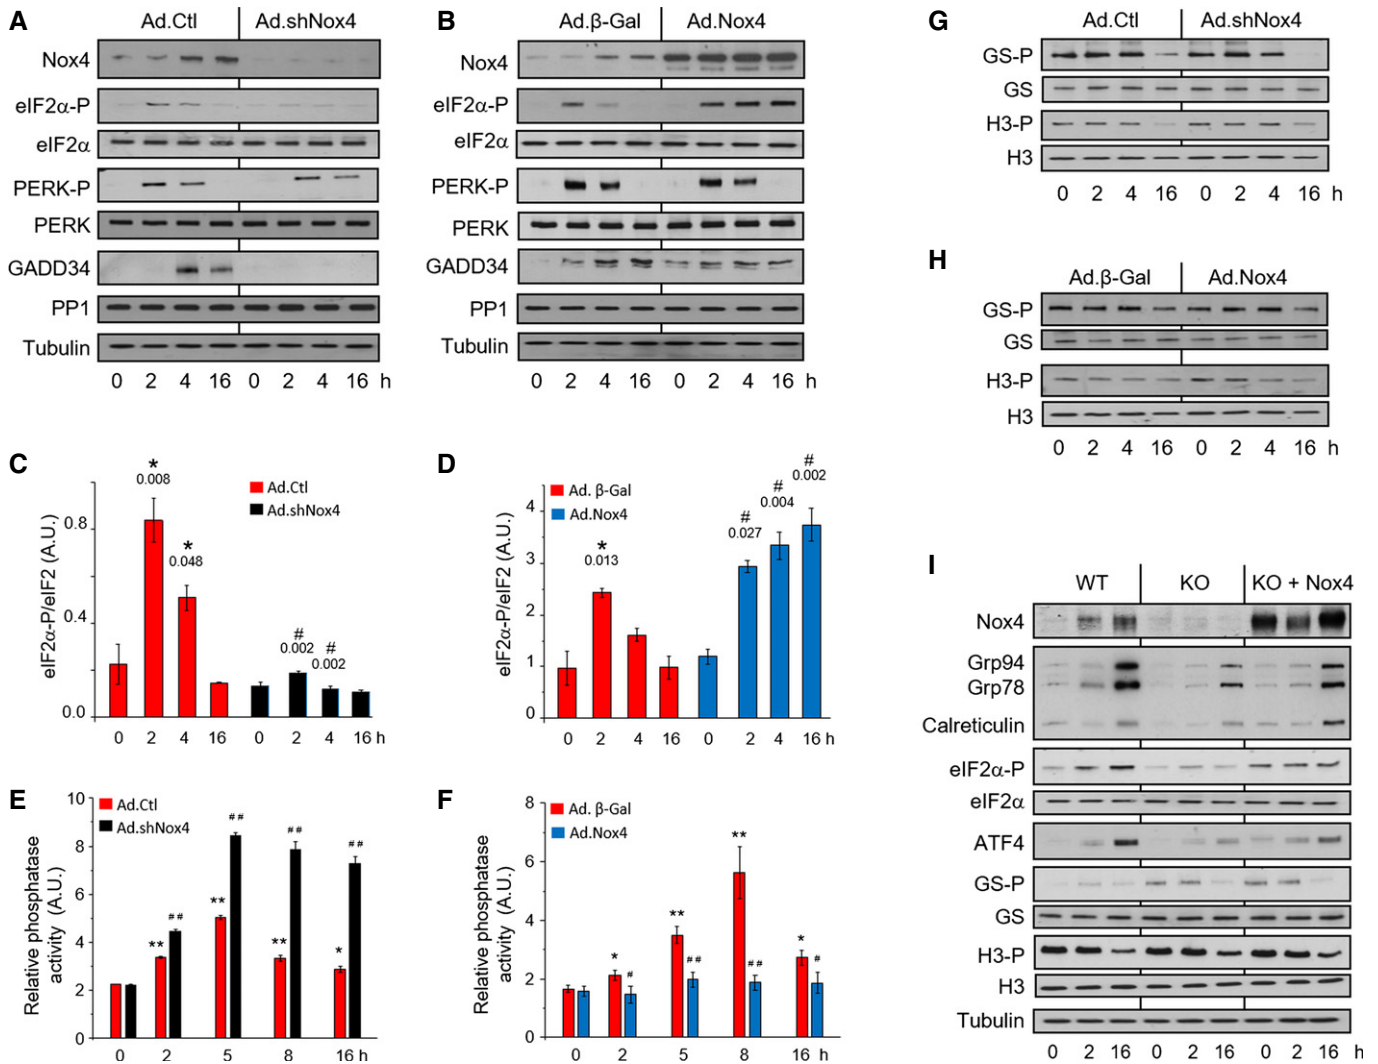 A
Ad.Ctl Ad.shNox4
Nox4
eIF2α-P
eIF2α
PERK-P
PERK
GADD34
PP1
Tubulin
0 2 4 16 0 2 4 16 h
B
Ad.β-Gal Ad.Nox4
Nox4
eIF2α-P
eIF2α
PERK-P
PERK
GADD34
PP1
Tubulin
0 2 4 16 0 2 4 16 h
C
eIF2α-P/eIF2 (A.U.)
0.8
0.4
0.0
*
0.008
*
0.048
#
0.002
#
0.002
Ad.Ctl
Ad.shNox4
0 2 4 16 0 2 4 16 h
D
eIF2α-P/eIF2 (A.U.)
4
3
2
1
0
Ad. β-Gal
Ad.Nox4
*
0.013
#
0.027
#
0.004
#
0.002
0 2 4 16 0 2 4 16 h
E
Relative phosphatase
activity (A.U.)
10
8
6
4
2
0
Ad.Ctl
Ad.shNox4
** ## ** ## ** ## * ##
0 2 5 8 16 h
F
Relative phosphatase
activity (A.U.)
8
6
4
2
0
Ad. β-Gal
Ad.Nox4
* # ** ## ** ## * #
0 2 5 8 16 h
G
Ad.Ctl Ad.shNox4
GS-P
GS
H3-P
H3
0 2 4 16 0 2 4 16 h
H
Ad.β-Gal Ad.Nox4
GS-P
GS
H3-P
H3
0 2 4 16 0 2 4 16 h
I
WT KO KO + Nox4
Nox4
Grp94
Grp78
Calreticulin
eIF2α-P
eIF2α
ATF4
GS-P
GS
H3-P
H3
Tubulin
0 2 16 0 2 16 0 2 16 h